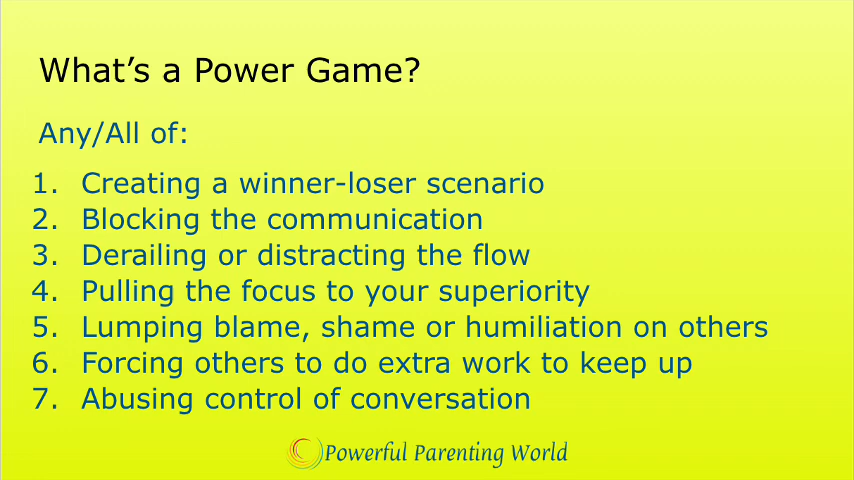 What’s a Power Game?
Any/All of:
1. Creating a winner-loser scenario
2. Blocking the communication
3. Derailing or distracting the flow
4. Pulling the focus to your superiority
5. Lumping blame, shame or humiliation on others
6. Forcing others to do extra work to keep up
7. Abusing control of conversation
Powerful Parenting World